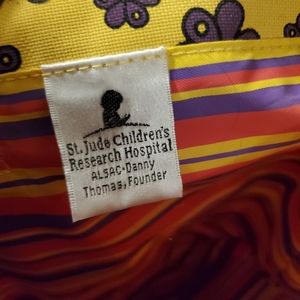 St. Jude Children's
Research Hospital
ALSAC•Danny
Thomas, Founder